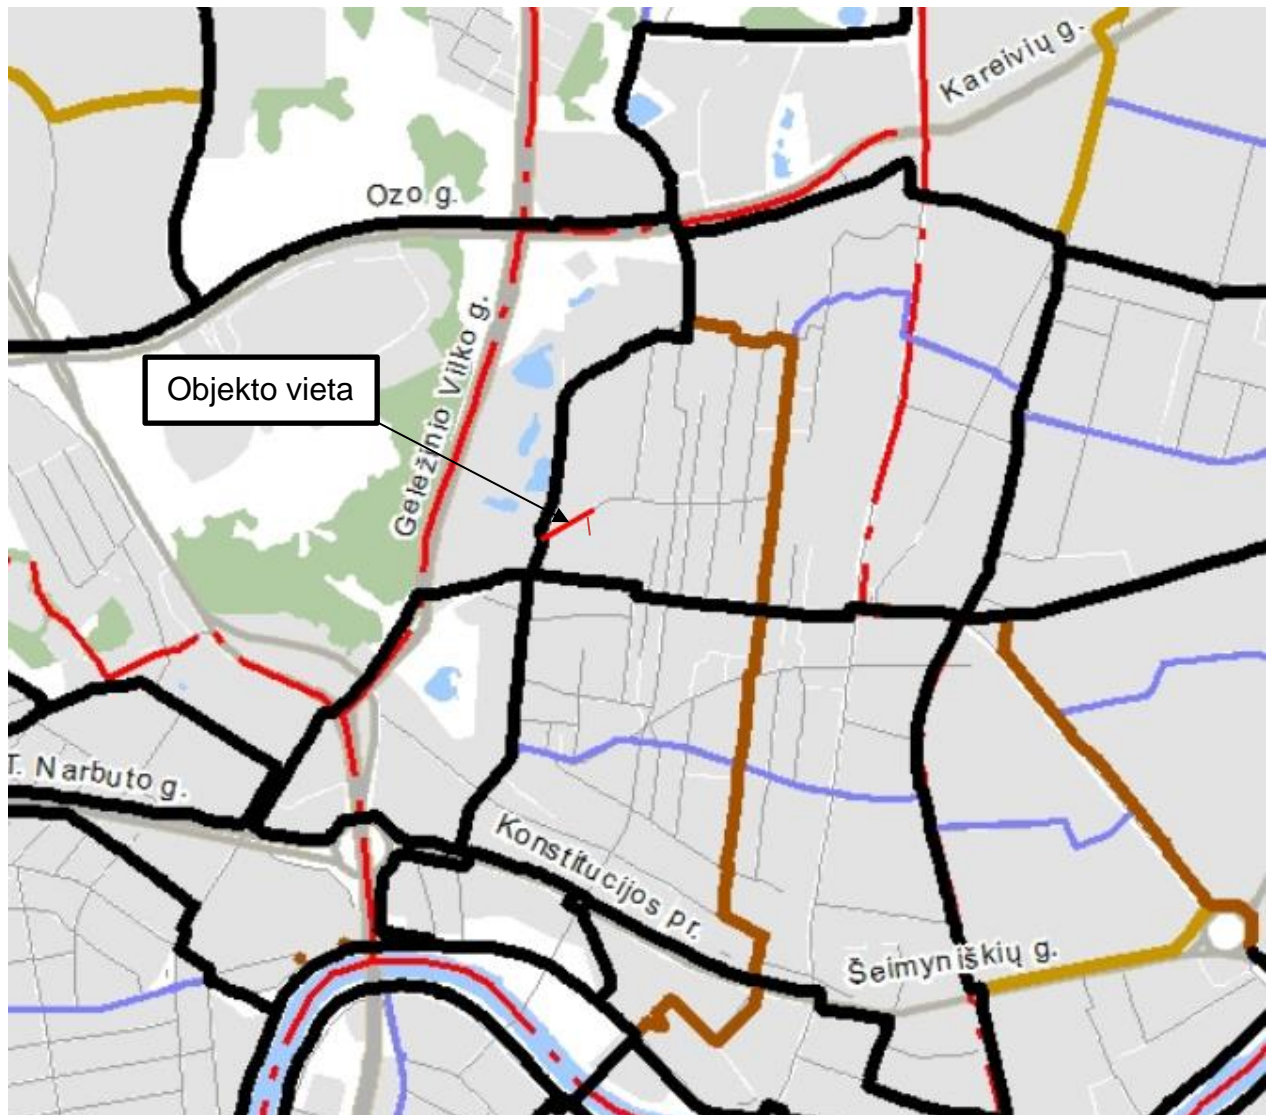 Kareivių g.
Ozo g.
Geležinio Vilko g.
Objekto vieta
T. Narbuto g.
Konstitucijos pr.
Šeimyniškių g.